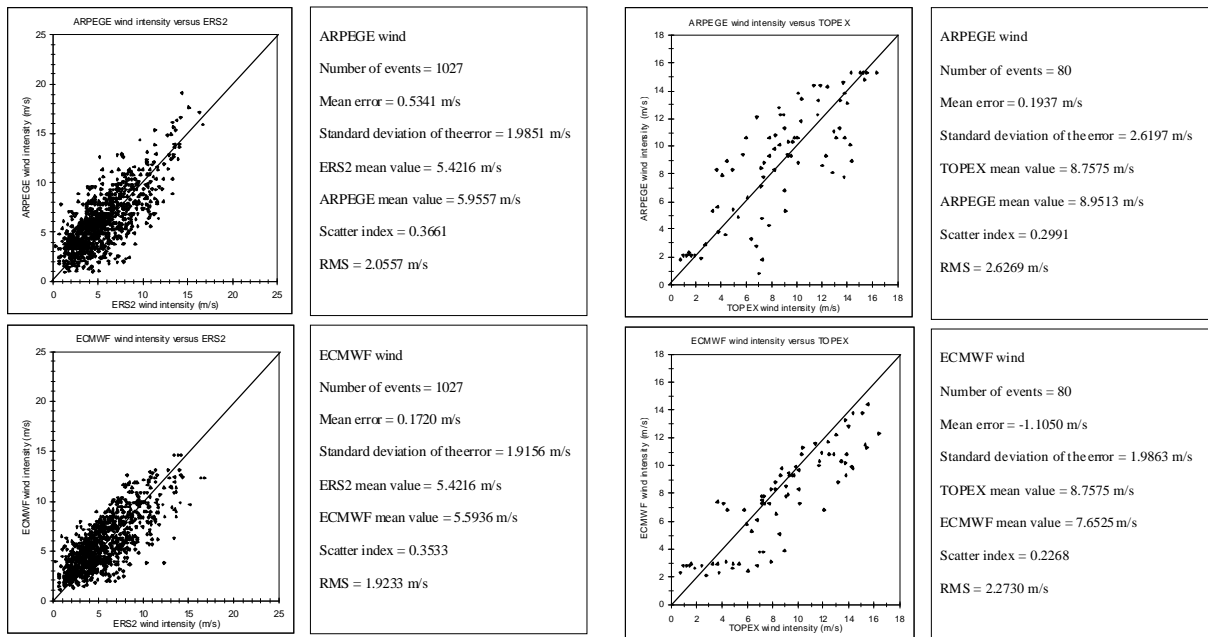 ARPEGE wind intensity versus ERS2
ARPEGE wind intensity (m/s)
25
20
15
10
5
0
0 5 10 15 20 25
ERS2 wind intensity (m/s)
ARPEGE wind
Number of events = 1027
Mean error = 0.5341 m/s
Standard deviation of the error = 1.9851 m/s
ERS2 mean value = 5.4216 m/s
ARPEGE mean value = 5.9557 m/s
Scatter index = 0.3661
RMS = 2.0557 m/s
ARPEGE wind intensity versus TOPEX
ARPEGE wind intensity (m/s)
18
16
14
12
10
8
6
4
2
0
0 2 4 6 8 10 12 14 16 18
TOPEX wind intensity (m/s)
ARPEGE wind
Number of events = 80
Mean error = 0.1937 m/s
Standard deviation of the error = 2.6197 m/s
TOPEX mean value = 8.7575 m/s
ARPEGE mean value = 8.9513 m/s
Scatter index = 0.2991
RMS = 2.6269 m/s
ECMWF wind intensity versus ERS2
ECMWF wind intensity (m/s)
25
20
15
10
5
0
0 5 10 15 20 25
ERS2 wind intensity (m/s)
ECMWF wind
Number of events = 1027
Mean error = 0.1720 m/s
Standard deviation of the error = 1.9156 m/s
ERS2 mean value = 5.4216 m/s
ECMWF mean value = 5.5936 m/s
Scatter index = 0.3533
RMS = 1.9233 m/s
ECMWF wind intensity versus TOPEX
ECMWF wind intensity (m/s)
18
16
14
12
10
8
6
4
2
0
0 2 4 6 8 10 12 14 16 18
TOPEX wind intensity (m/s)
ECMWF wind
Number of events = 80
Mean error = -1.1050 m/s
Standard deviation of the error = 1.9863 m/s
TOPEX mean value = 8.7575 m/s
ECMWF mean value = 7.6525 m/s
Scatter index = 0.2268
RMS = 2.2730 m/s